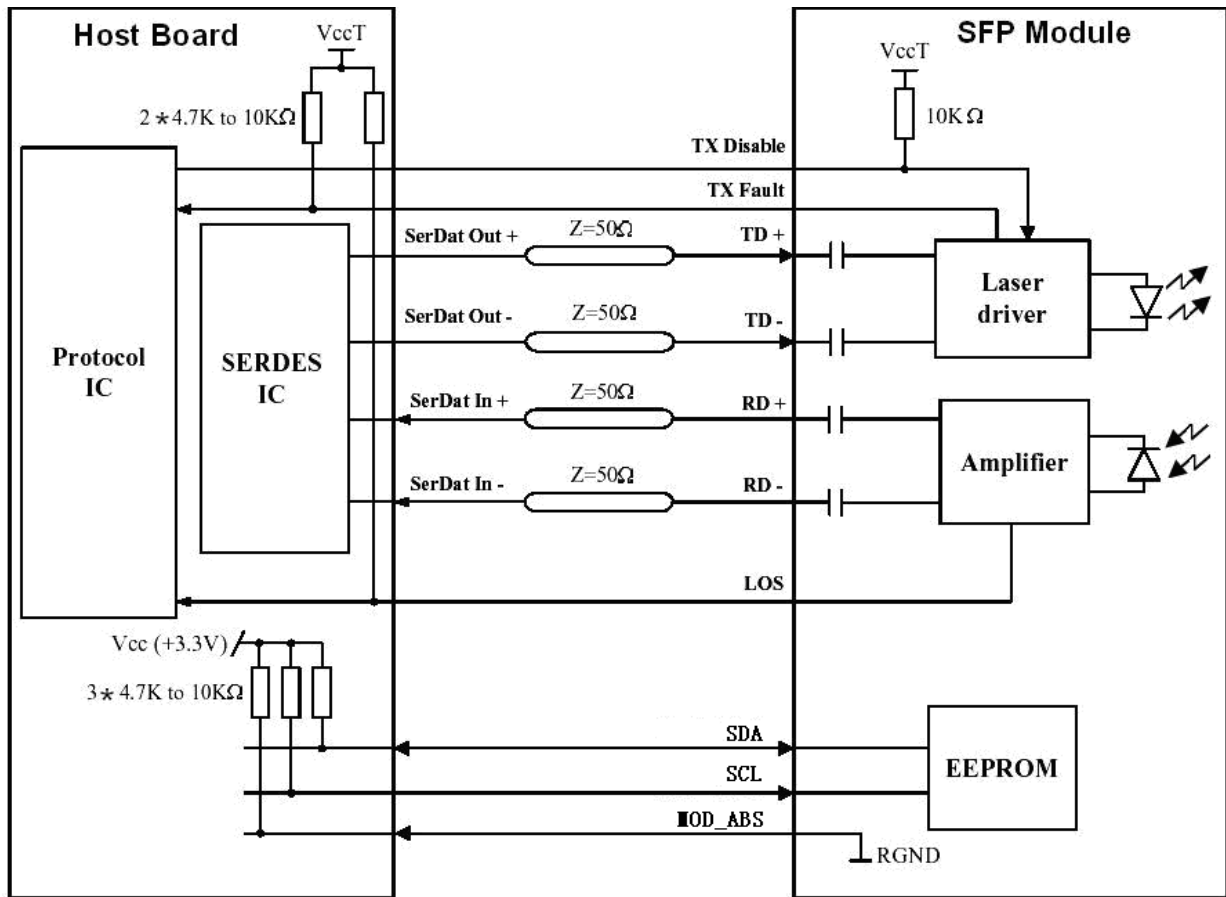 Host Board
SFP Module
VccT
VccT
2*4.7K to 10KΩ
10KΩ
TX Disable
TX Fault
SerDat Out +
Z=50Ω
TD +
SerDat Out -
Z=50Ω
TD -
Laser
driver
Protocol
IC
SERDES
IC
SerDat In +
Z=50Ω
RD +
SerDat In -
Z=50Ω
RD -
Amplifier
LOS
Vcc (+3.3V)
3*4.7K to 10KΩ
SDA
SCL
MOD_ABS
EEPROM
RGND